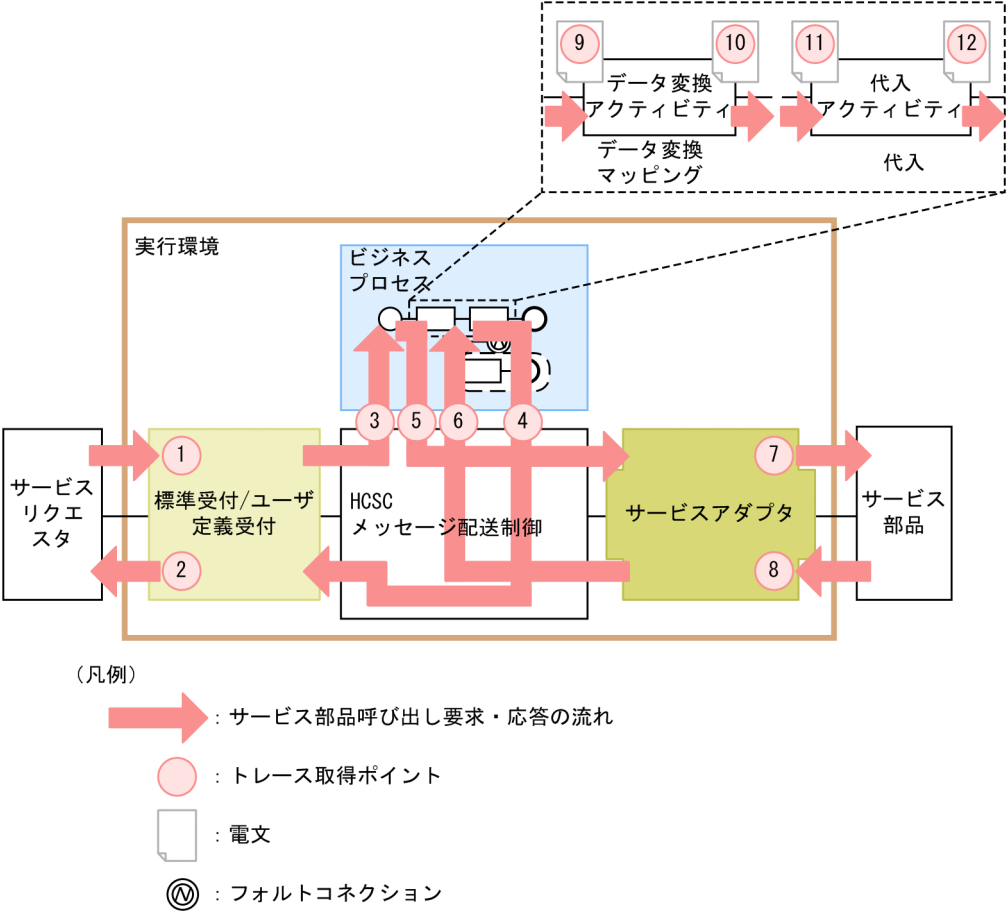 9
10
11
12
データ変換
アクティビティ
代入
アクティビティ
データ変換
マッピング
代入
実行環境
ビジネス
プロセス
3
5
6
4
1
7
サービス
リクエ
スタ
標準受付/ユーザ
定義受付
HCSC
メッセージ配送制御
サービスアダプタ
サービス
部品
2
8
（凡例）
：サービス部品呼び出し要求・応答の流れ
：トレース取得ポイント
：電文
N
：フォルトコネクション